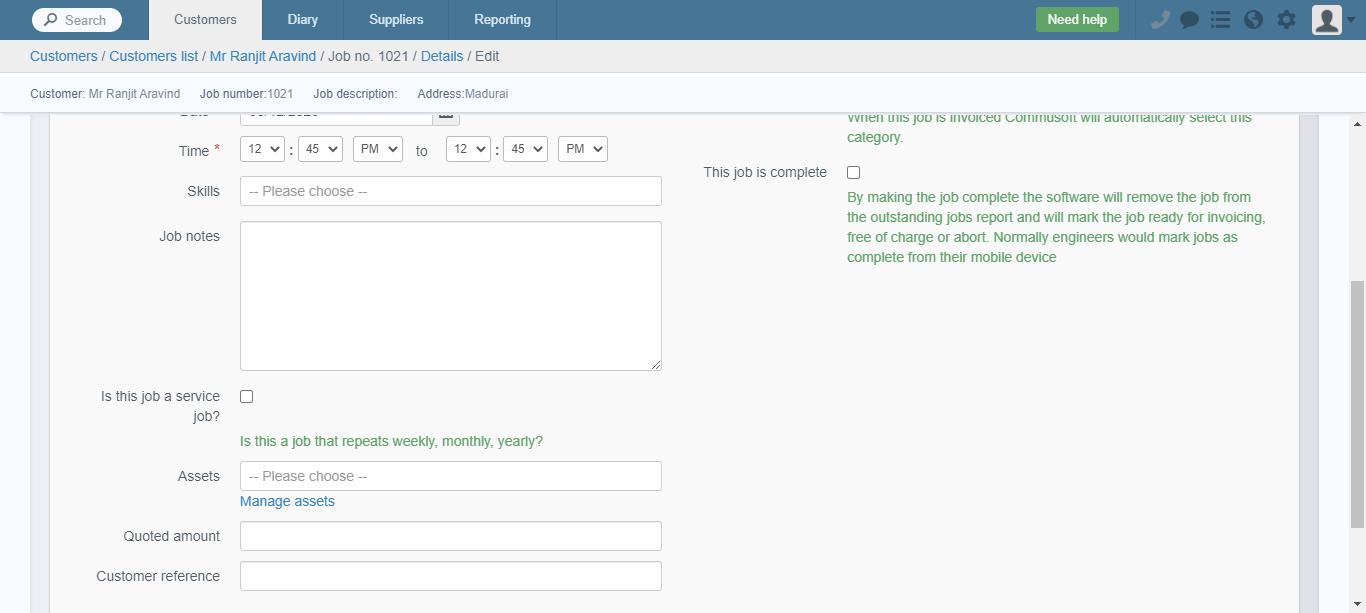 Search Customers Diary Suppliers Reporting Need help
Customers / Customers list / Mr Ranjit Aravind / Job no. 1021 / Details / Edit
Customer: Mr Ranjit Aravind Job number:1021 Job description: Address:Madurai
Time * 12 : 45 PM to 12 : 45 PM
Skills -- Please choose --
Job notes
Is this job a service
job?
Is this a job that repeats weekly, monthly, yearly?
Assets -- Please choose --
Manage assets
Quoted amount
Customer reference
When this job is invoiced Commusoft will automatically select this
category.
This job is complete
By making the job complete the software will remove the job from
the outstanding jobs report and will mark the job ready for invoicing,
free of charge or abort. Normally engineers would mark jobs as
complete from their mobile device